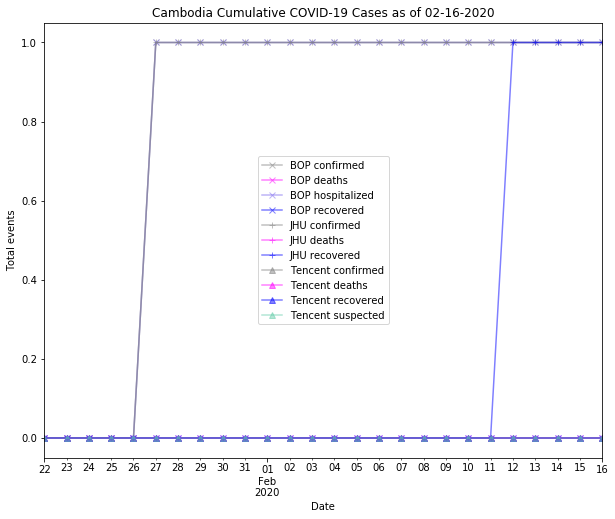 Cambodia Cumulative COVID-19 Cases as of 02-16-2020
1.0
0.8
0.6
0.4
0.2
0.0
Total events
BOP confirmed
BOP deaths
BOP hospitalized
BOP recovered
JHU confirmed
JHU deaths
JHU recovered
Tencent confirmed
Tencent deaths
Tencent recovered
Tencent suspected
22 23 24 25 26 27 28 29 30 31 01 02 03 04 05 06 07 08 09 10 11 12 13 14 15 16
Feb
2020
Date